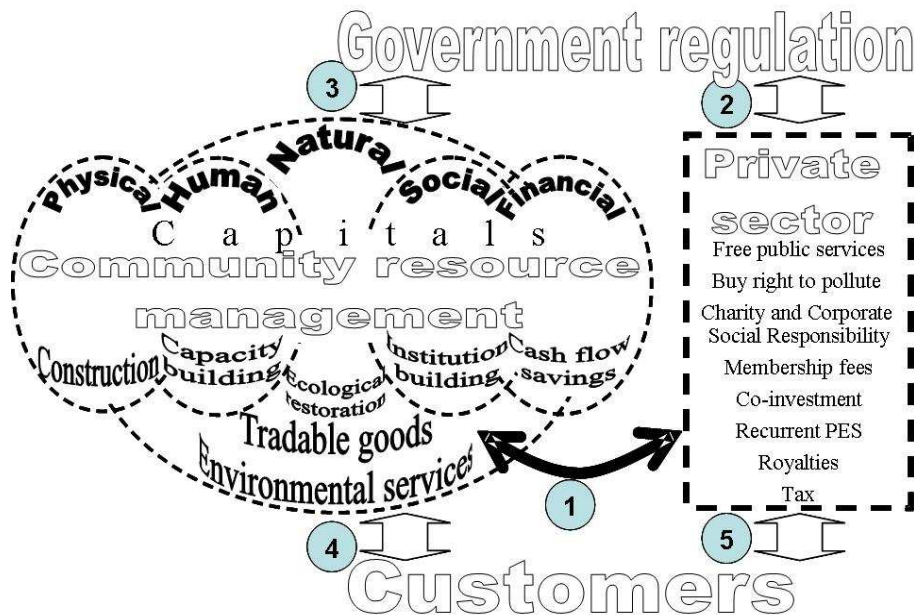 Government regulation
3
2
Physical
Human
Natural
Social
Financial
Capitals
Community resource
management
Construction
Capacity
building
Ecological
restoration
Institution
building
Cash flow
savings
Tradable goods
Environmental services
1
Private
sector
Free public services
Buy right to pollute
Charity and Corporate
Social Responsibility
Membership fees
Co-investment
Recurrent PES
Royalties
Tax
4
5
Customers